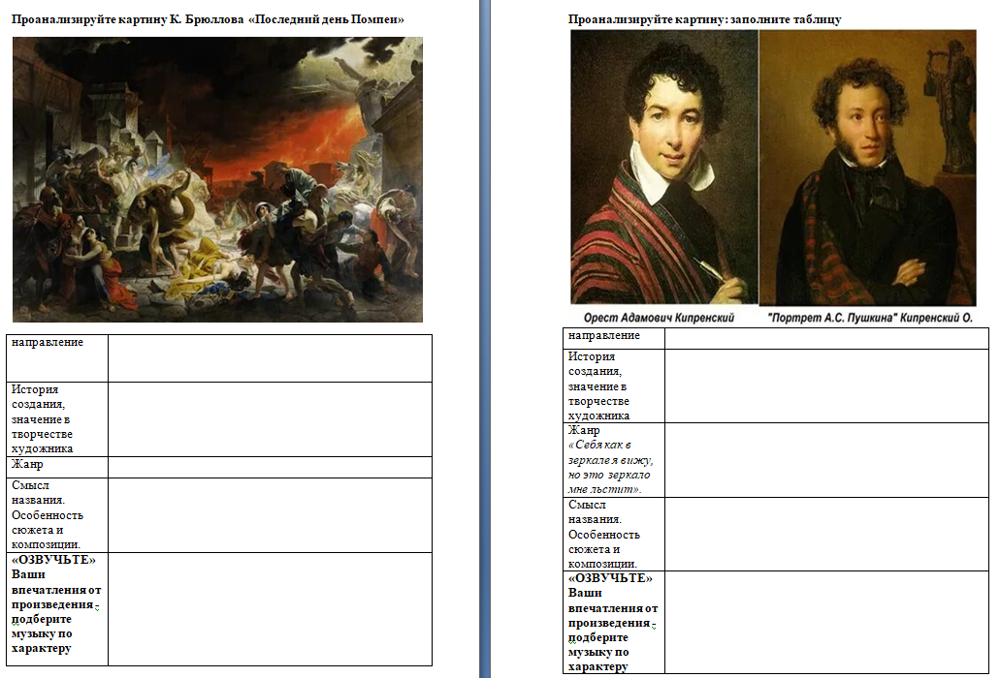 Проанализируйте картину К. Брюллова «Последний день Помпеи»
направление
История
создания,
значение в
творчестве
художника
Жанр
Смысл
названия.
Особенность
сюжета и
композиции.
«ОЗВУЧЬТЕ»
Ваши
впечатления от
произведения -
подберите
музыку по
характеру
Проанализируйте картину: заполните таблицу
Орест Адамович Кипренский
"Портрет А.С. Пушкина" Кипренский О.
направление
История
создания,
значение в
творчестве
художника
Жанр
«Себя как в
зеркале я вижу,
но это зеркало
мне льстит».
Смысл
названия.
Особенность
сюжета и
композиции.
«ОЗВУЧЬТЕ»
Ваши
впечатления от
произведения -
подберите
музыку по
характеру